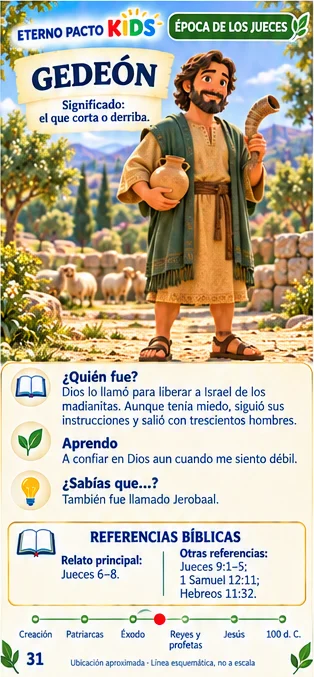 ETERNO PACTO KIDS
ÉPOCA DE LOS JUECES
GEDEÓN
Significado:
el que corta o derriba.
¿Quién fue?
Dios lo llamó para liberar a Israel de los
madianitas. Aunque tenía miedo, siguió sus
instrucciones y salió con trescientos hombres.
Aprendo
A confiar en Dios aun cuando me siento débil.
¿Sabías que...?
También fue llamado Jerobaal.
REFERENCIAS BÍBLICAS
Relato principal:
Jueces 6–8.
Otras referencias:
Jueces 9:1–5;
1 Samuel 12:11;
Hebreos 11:32.
Creación
Patriarcas
Éxodo
Reyes y
profetas
Jesús
100 d. C.
31
Ubicación aproximada · Línea esquemática, no a escala